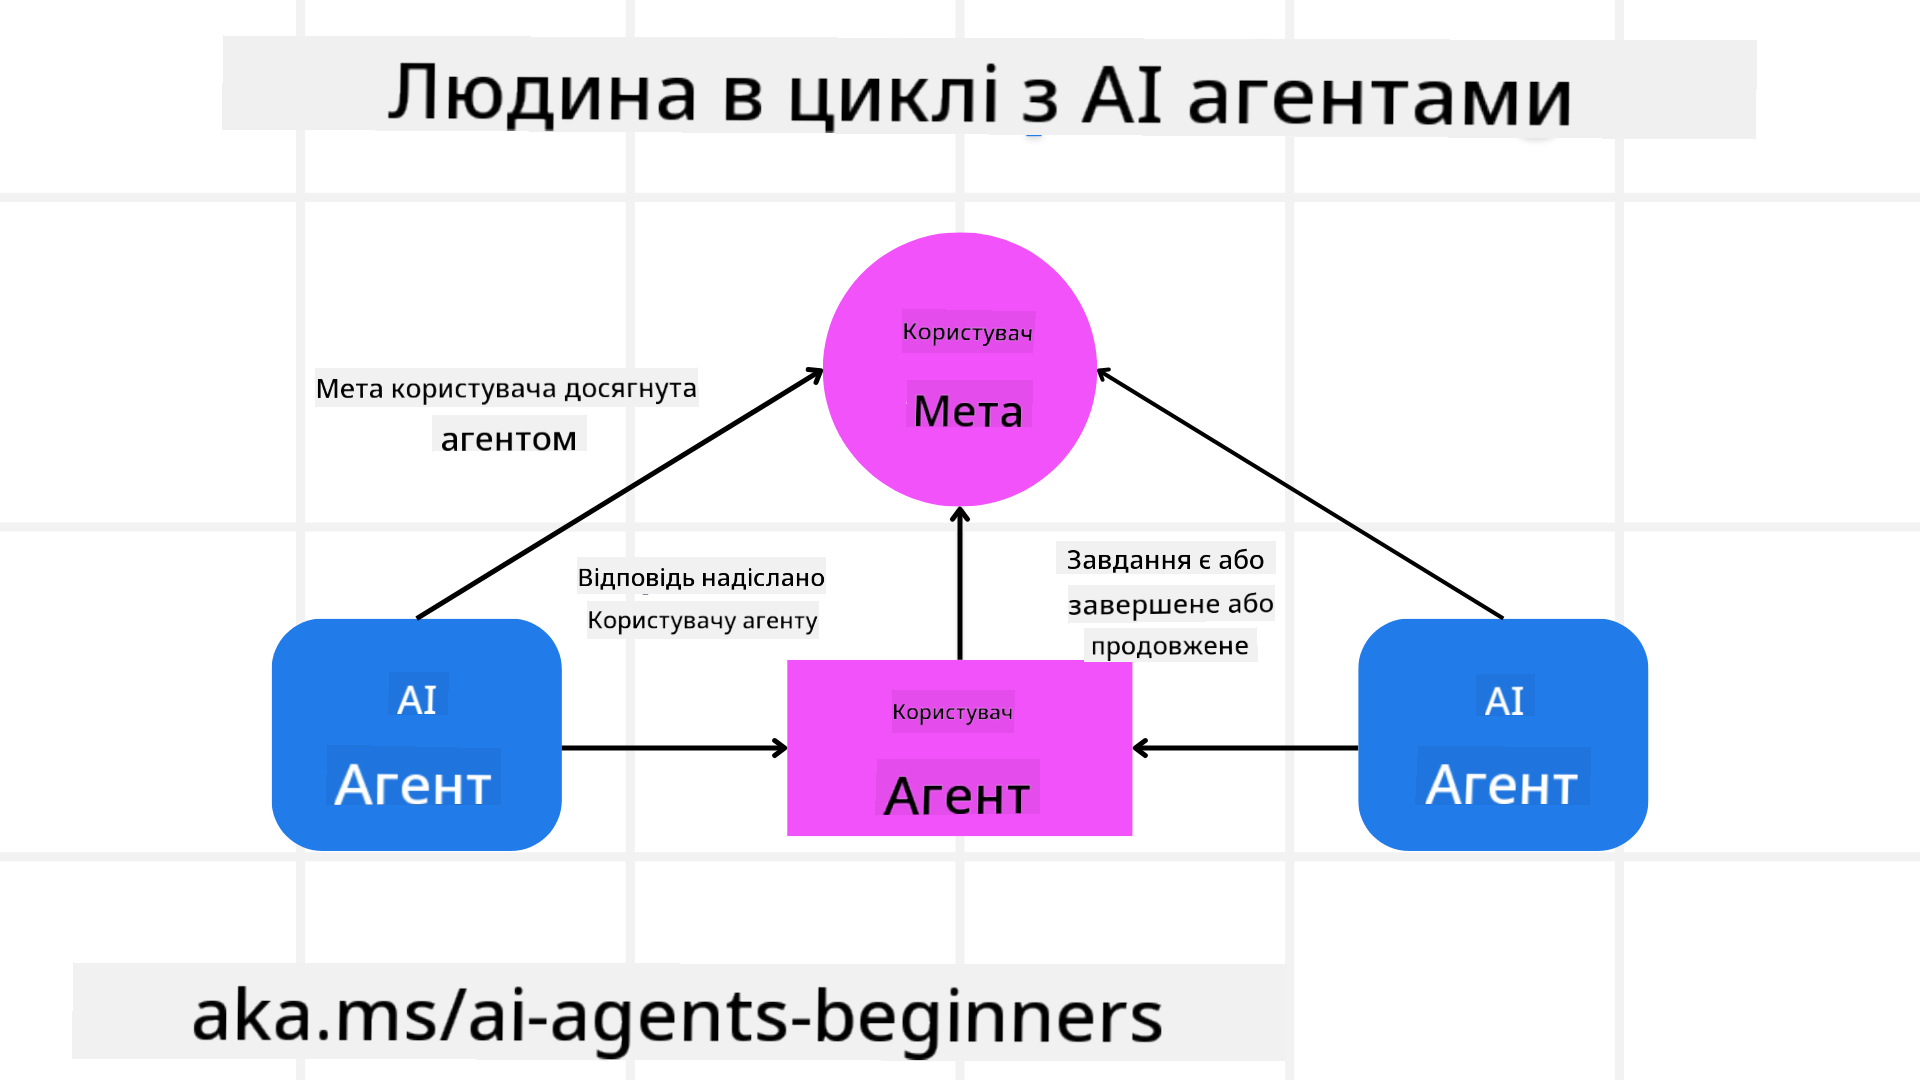 Людина в циклі з AI агентами
Користувач
Мета
Мета користувача досягнута
агентом
Відповідь надіслано
Користувачу агенту
Завдання є або
завершене або
продовжене
AI
Агент
Користувач
Агент
AI
Агент
aka.ms/ai-agents-beginners